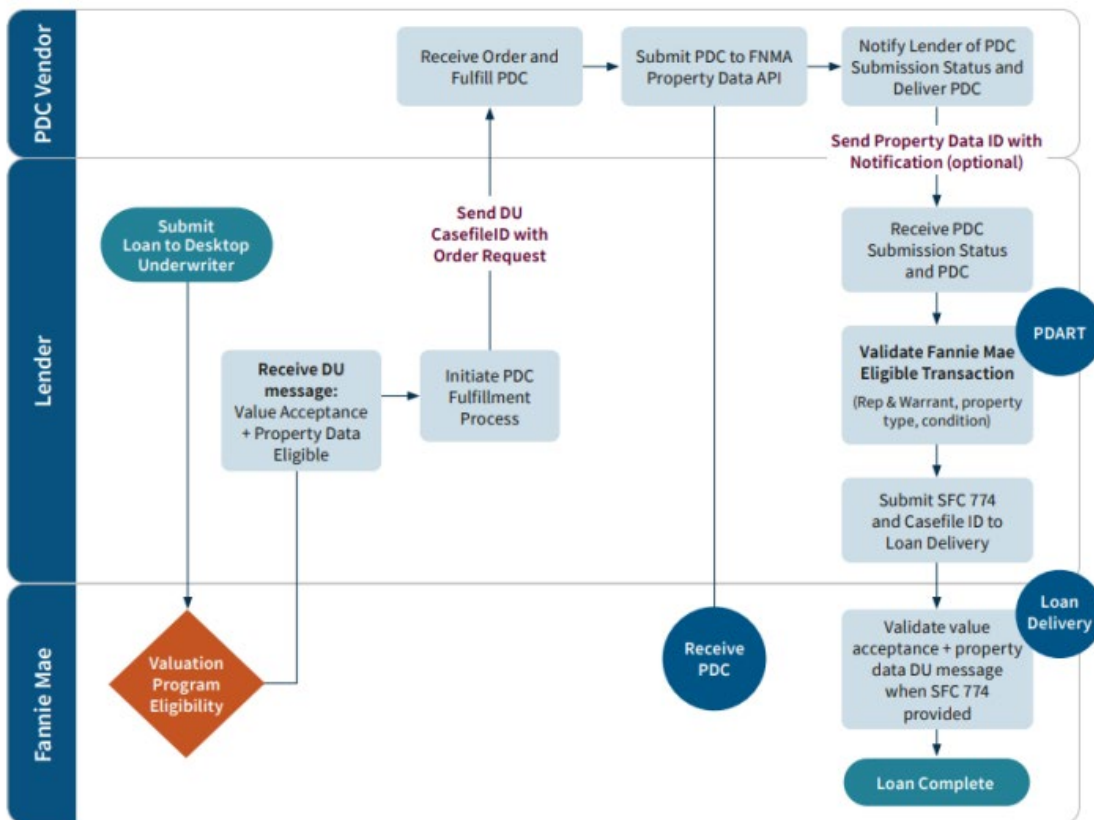 PDC Vendor
Receive Order and
Fulfill PDC
Submit PDC to FNMA
Property Data API
Notify Lender of PDC
Submission Status and
Deliver PDC
Send Property Data ID with
Notification (optional)
Lender
Submit
Loan to Desktop
Underwriter
Send DU
CasefileID with
Order Request
Receive DU
message:
Value Acceptance
+ Property Data
Eligible
Initiate PDC
Fulfillment
Process
Receive PDC
Submission Status
and PDC
PDART
Validate Fannie Mae
Eligible Transaction
(Rep & Warrant, property
type, condition)
Submit SFC 774
and Casefile ID to
Loan Delivery
Fannie Mae
Valuation
Program
Eligibility
Receive
PDC
Loan
Delivery
Validate value
acceptance + property
data DU message
when SFC 774
provided
Loan Complete